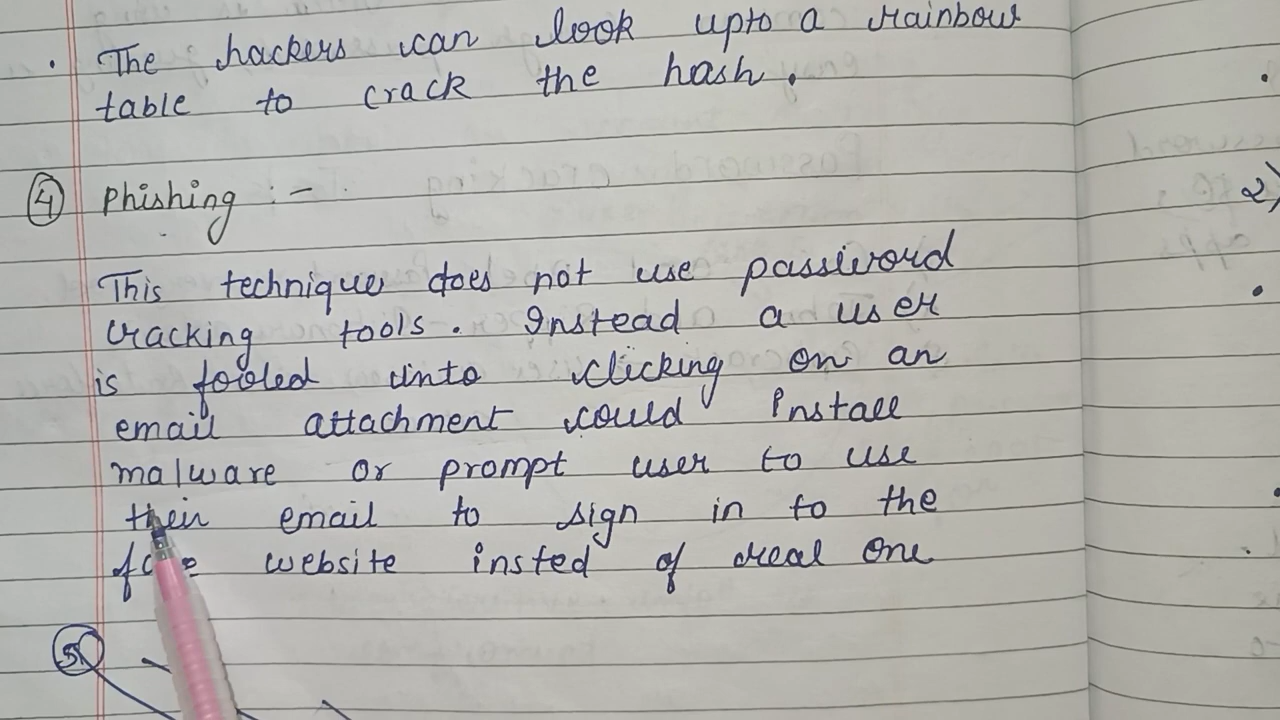 . The hackers can look upto a rainbow
table to crack the hash.
④ Phishing :-
This technique does not use password
cracking tools. Instead a user
is fooled into clicking on an
email attachment could Install
malware or prompt user to use
their email to sign in to the
website insted of real one
⑤
2)